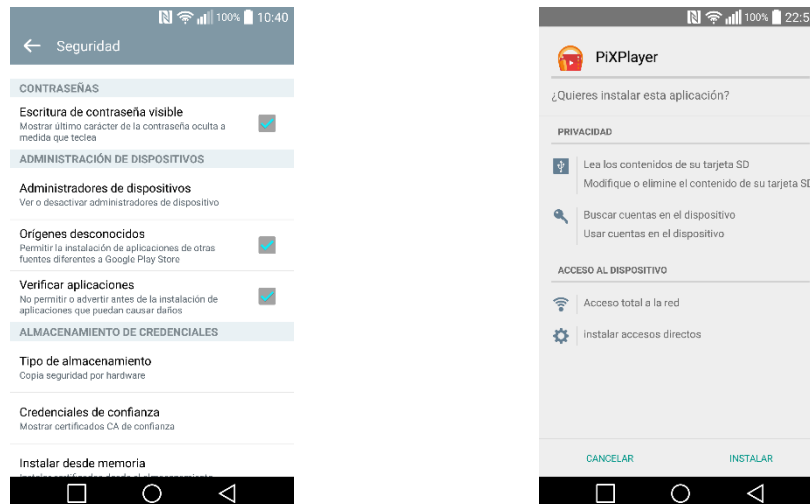 100% 10:40
Seguridad
CONTRASEÑAS
Escritura de contraseña visible
Mostrar último carácter de la contraseña oculta a
medida que teclea
ADMINISTRACIÓN DE DISPOSITIVOS
Administradores de dispositivos
Ver o desactivar administradores de dispositivo
Orígenes desconocidos
Permitir la instalación de aplicaciones de otras
fuentes diferentes a Google Play Store
Verificar aplicaciones
No permitir o advertir antes de la instalación de
aplicaciones que puedan causar daños
ALMACENAMIENTO DE CREDENCIALES
Tipo de almacenamiento
Copia seguridad por hardware
Credenciales de confianza
Mostrar certificados CA de confianza
Instalar desde memoria
100% 22:5
PiXPlayer
¿Quieres instalar esta aplicación?
PRIVACIDAD
Lea los contenidos de su tarjeta SD
Modifique o elimine el contenido de su tarjeta SD
Buscar cuentas en el dispositivo
Usar cuentas en el dispositivo
ACCESO AL DISPOSITIVO
Acceso total a la red
instalar accesos directos
CANCELAR INSTALAR